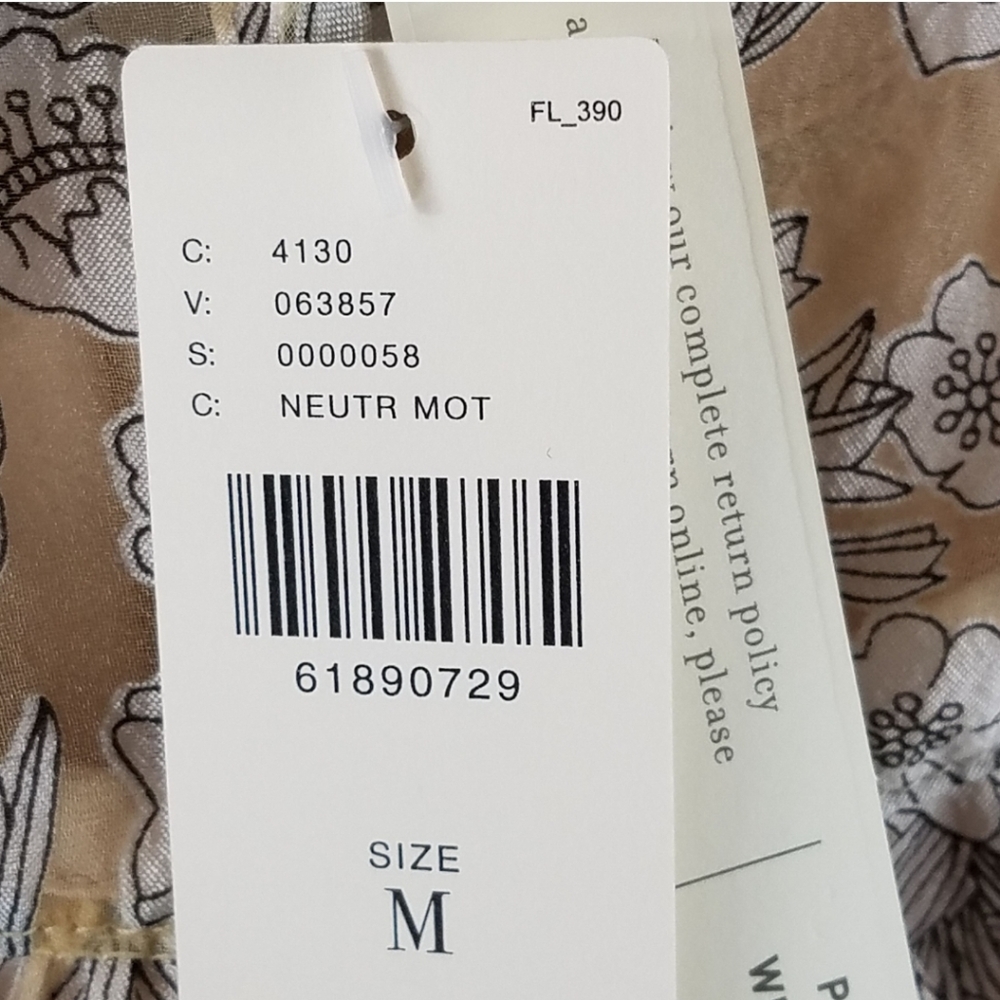 FL_390
C: 4130
V: 063857
S: 0000058
C: NEUTR MOT
61890729
SIZE
M
our complete return policy
online, please